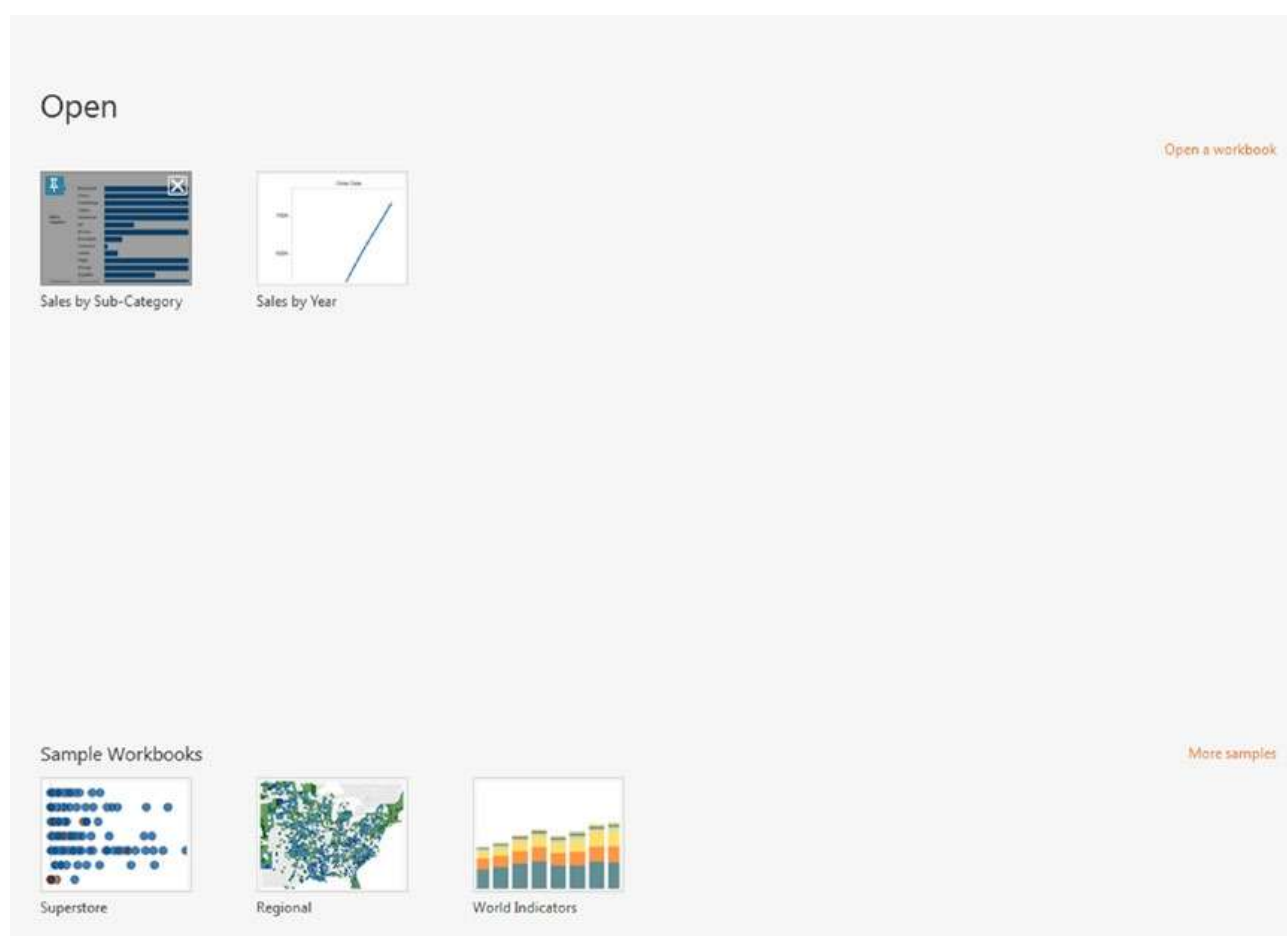 Open
Open a workbook
Sales by Sub-Category
Sales by Year
Sample Workbooks
More samples
Superstore
Regional
World Indicators